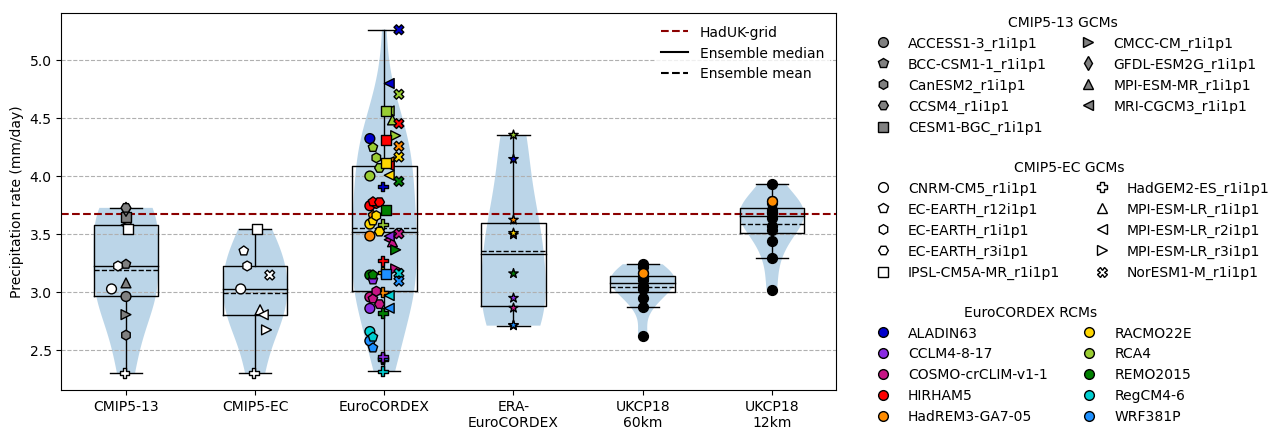 Precipitation rate (mm/day)
5.0
4.5
4.0
3.5
3.0
2.5
HadUK-grid
Ensemble median
Ensemble mean
CMIP5-13
CMIP5-EC
EuroCORDEX
ERA-
EuroCORDEX
UKCP18
60km
UKCP18
12km
CMIP5-13 GCMs
ACCESS1-3_r1i1p1
BCC-CSM1-1_r1i1p1
CanESM2_r1i1p1
CCSM4_r1i1p1
CESM1-BGC_r1i1p1
CMCC-CM_r1i1p1
GFDL-ESM2G_r1i1p1
MPI-ESM-MR_r1i1p1
MRI-CGCM3_r1i1p1
CMIP5-EC GCMs
CNRM-CM5_r1i1p1
EC-EARTH_r12i1p1
EC-EARTH_r1i1p1
EC-EARTH_r3i1p1
IPSL-CM5A-MR_r1i1p1
HadGEM2-ES_r1i1p1
MPI-ESM-LR_r1i1p1
MPI-ESM-LR_r2i1p1
MPI-ESM-LR_r3i1p1
NorESM1-M_r1i1p1
EuroCORDEX RCMs
ALADIN63
CCLM4-8-17
COSMO-crCLIM-v1-1
HIRHAM5
HadREM3-GA7-05
RACMO22E
RCA4
REMO2015
RegCM4-6
WRF381P